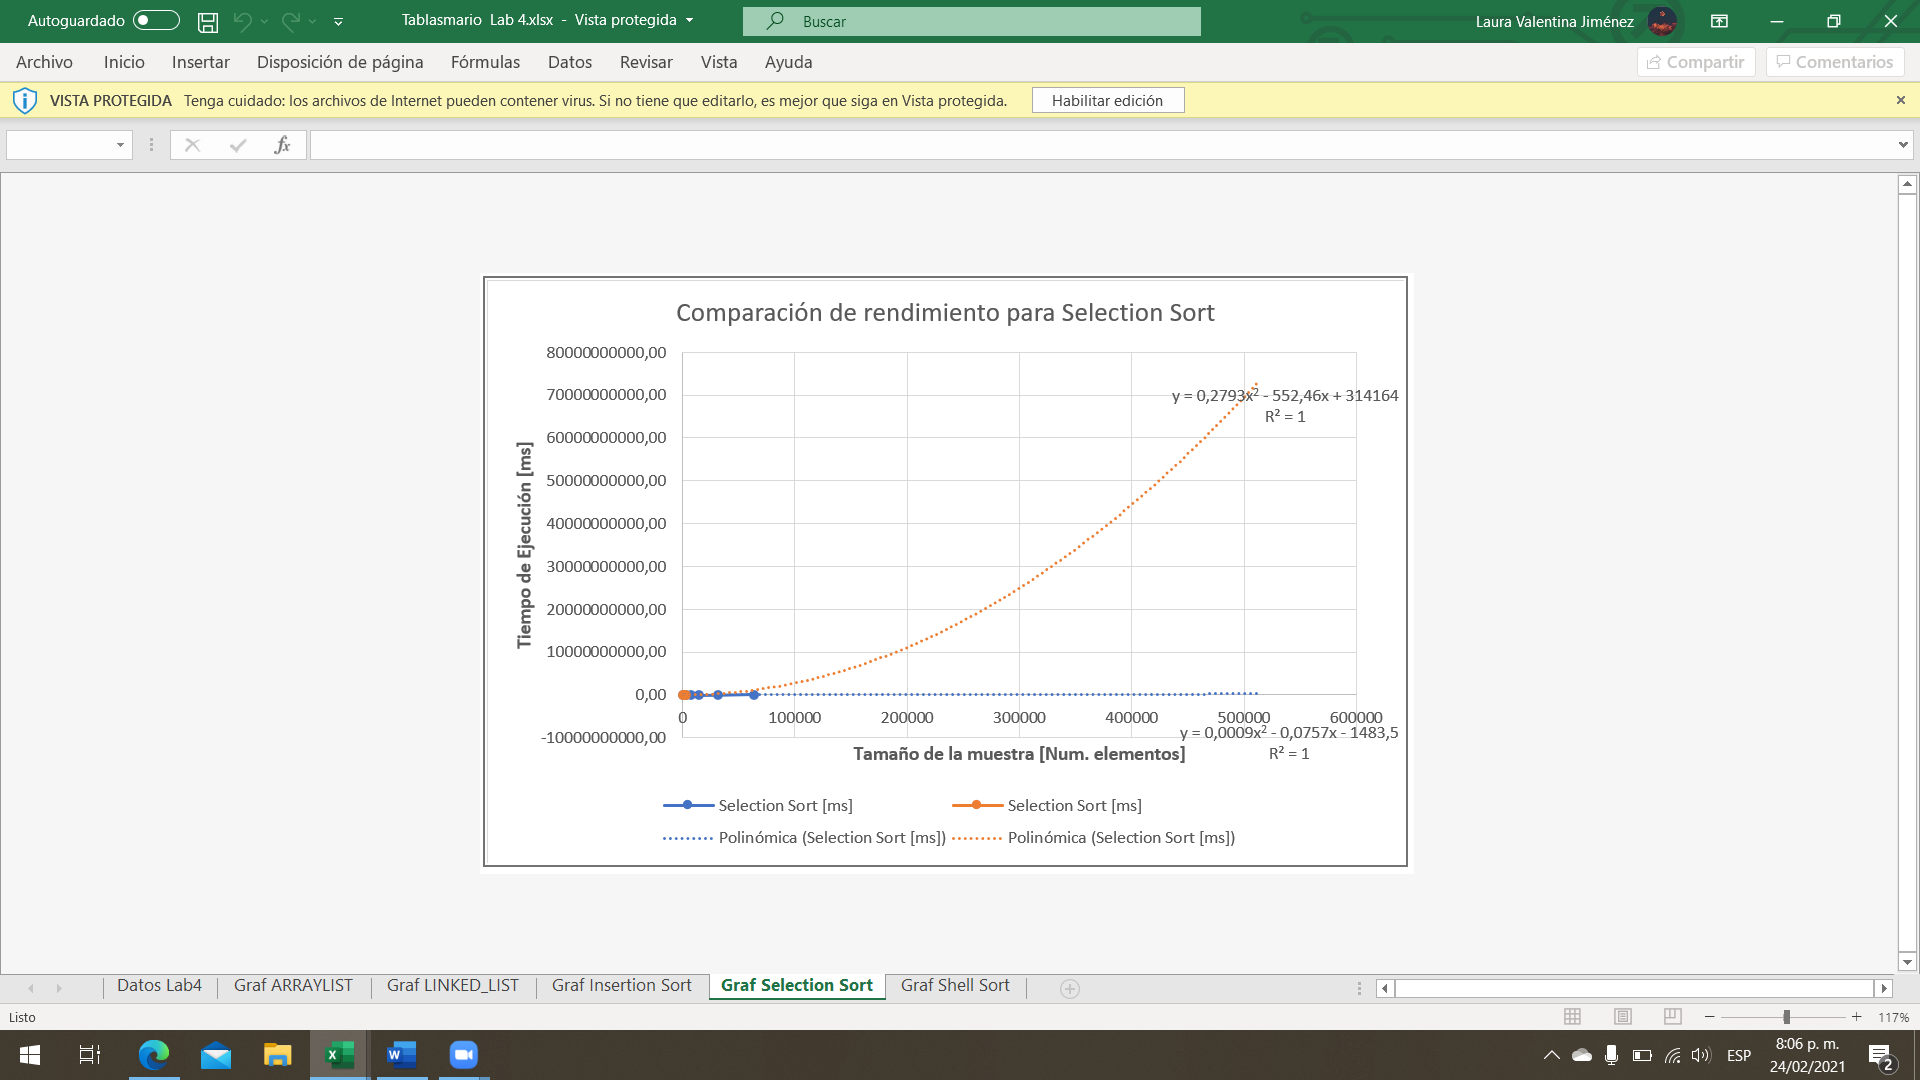 Autoguardado
Tablasmario Lab 4.xlsx - Vista protegida
Buscar
Laura Valentina Jiménez
Archivo Inicio Insertar Disposición de página Fórmulas Datos Revisar Vista Ayuda
Compartir Comentarios
VISTA PROTEGIDA Tenga cuidado: los archivos de Internet pueden contener virus. Si no tiene que editarlo, es mejor que siga en Vista protegida.
Habilitar edición
fx
Comparación de rendimiento para Selection Sort
80000000000,00
70000000000,00
60000000000,00
50000000000,00
40000000000,00
30000000000,00
20000000000,00
10000000000,00
0,00
-10000000000,00
Tiempo de Ejecución [ms]
y = 0,2793x² - 552,46x + 314164
R² = 1
0 100000 200000 300000 400000 500000 600000
y = 0,0009x² - 0,0757x - 1483,5
R² = 1
Tamaño de la muestra [Num. elementos]
Selection Sort [ms] Selection Sort [ms]
Polinómica (Selection Sort [ms]) Polinómica (Selection Sort [ms])
Datos Lab4 Graf ARRAYLIST Graf LINKED_LIST Graf Insertion Sort Graf Selection Sort Graf Shell Sort
Listo
117%
ESP
8:06 p. m.
24/02/2021
2